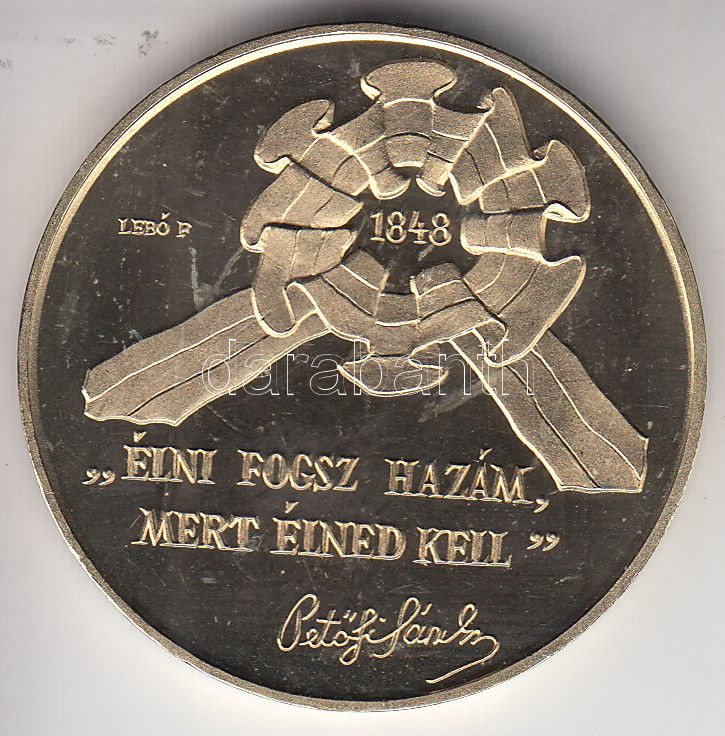 1848
LEBÓ F
darabanth
„ÉLNI FOGSZ HAZÁM,
MERT ÉLNED KELL”
Petőfi Sándor